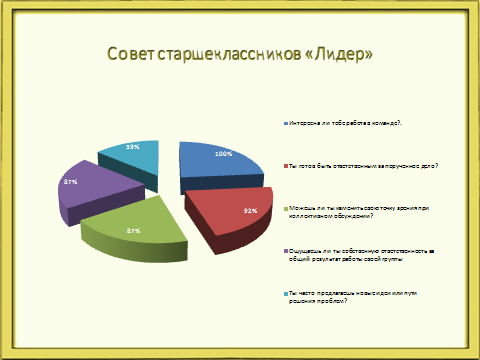 Совет старшеклассников «Лидер»
100%
92%
87%
87%
53%
Интересна ли тебе работа в команде?.
Ты готов быть ответственным за порученное дело?
Можешь ли ты изменить свою точку зрения при
коллективном обсуждении?
Ощущаешь ли ты собственную ответственность за
общий результат работы своей группы
Ты часто предлагаешь новые идеи или пути
решения проблем?